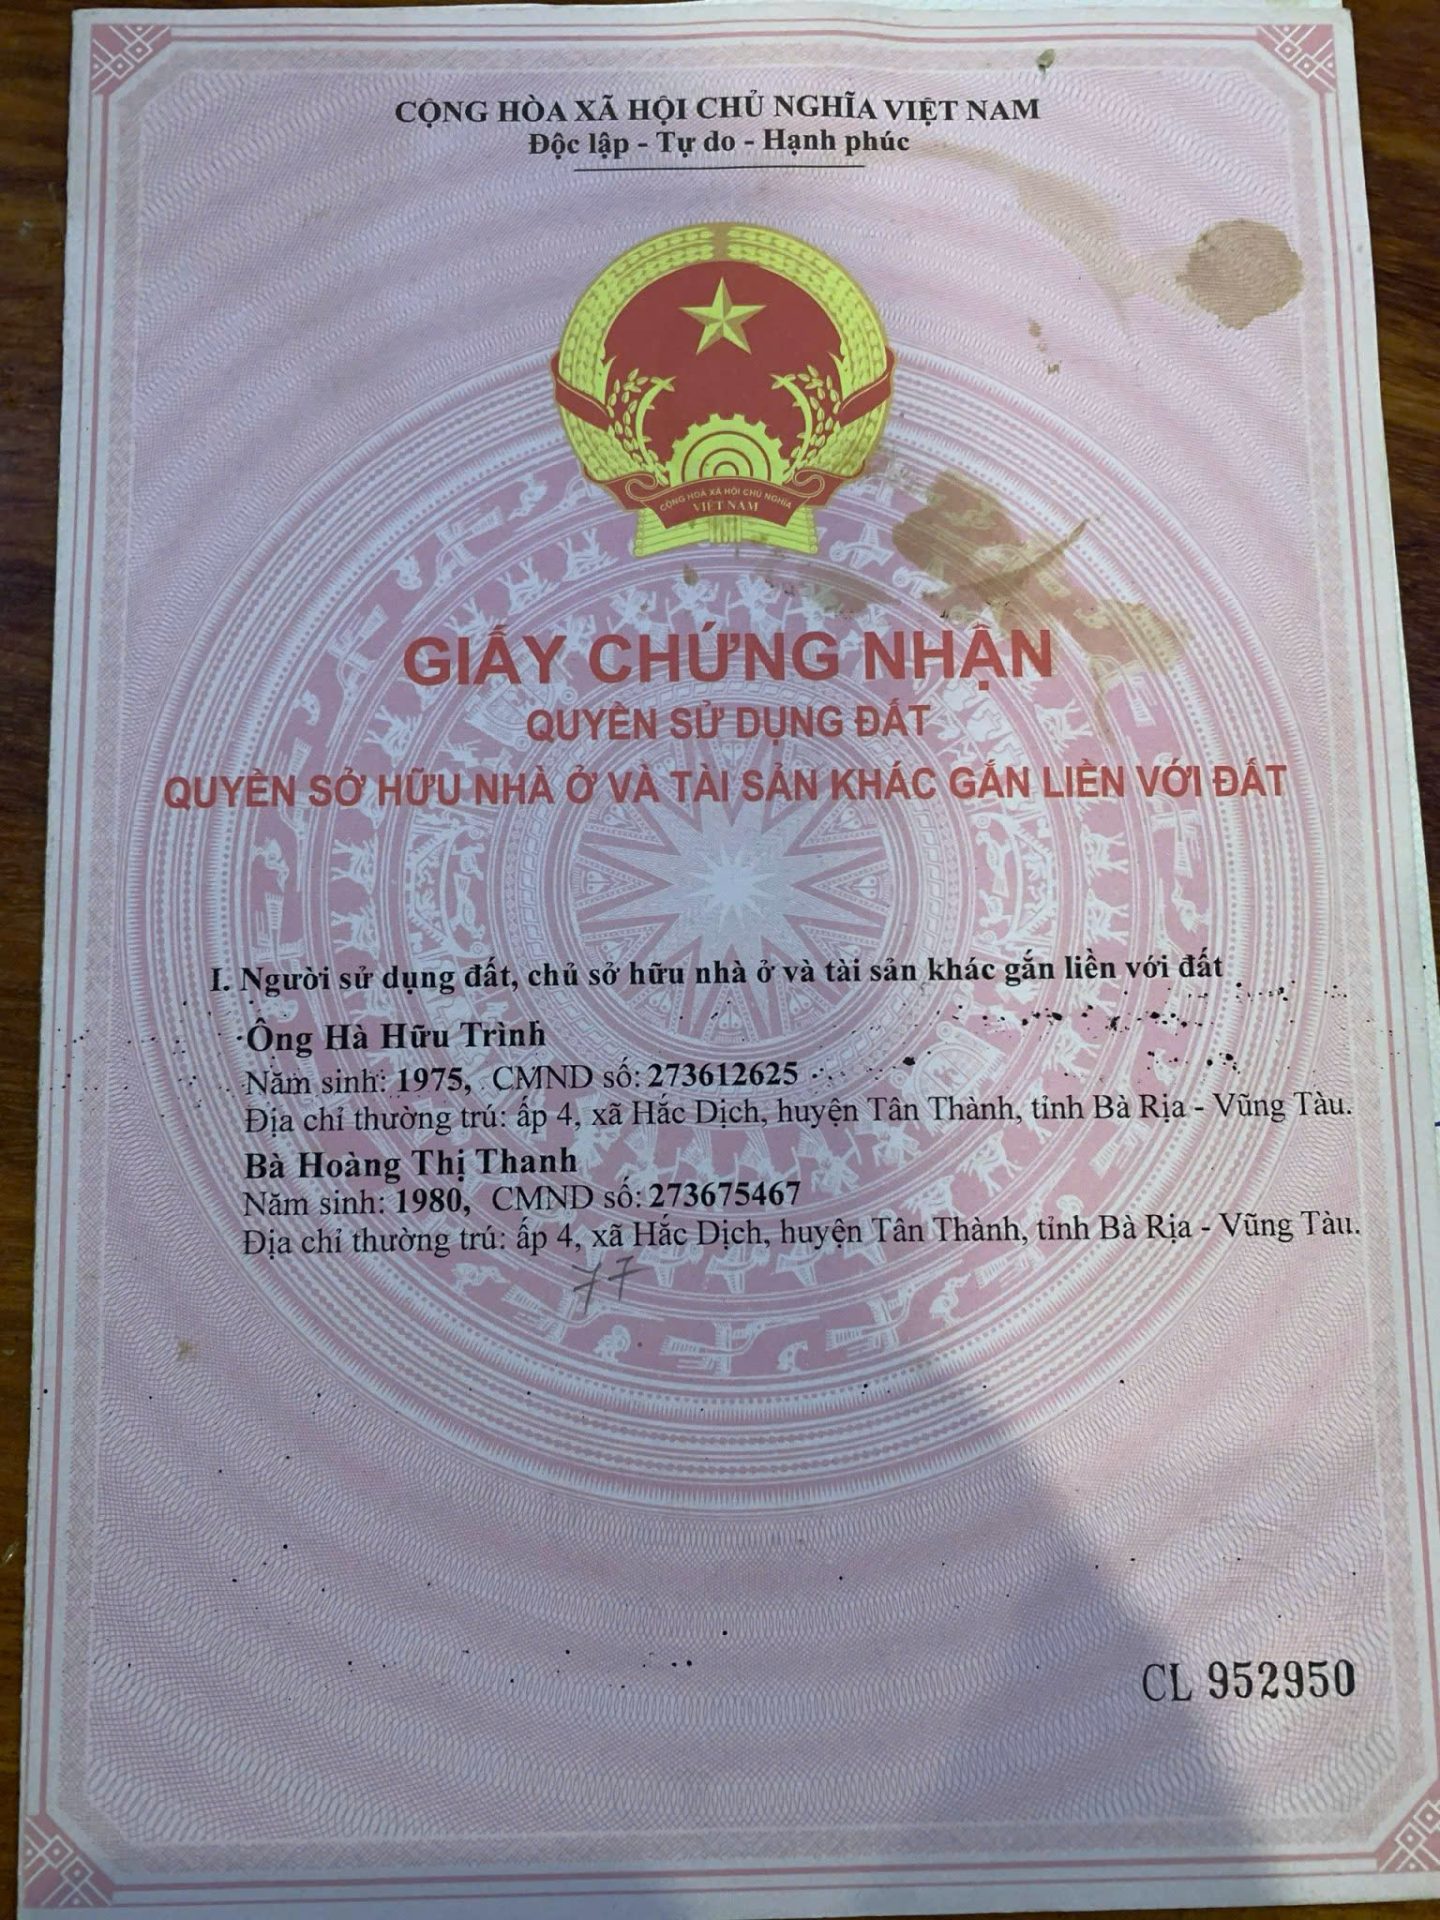 CỘNG HÒA XÃ HỘI CHỦ NGHĨA VIỆT NAM
Độc lập - Tự do - Hạnh phúc
CỘNG HOÀ XÃ HỘI CHỦ NGHĨA
VIỆT NAM
GIẤY CHỨNG NHẬN
QUYỀN SỬ DỤNG ĐẤT
QUYỀN SỞ HỮU NHÀ Ở VÀ TÀI SẢN KHÁC GẮN LIỀN VỚI ĐẤT
I. Người sử dụng đất, chủ sở hữu nhà ở và tài sản khác gắn liền với đất
Ông Hà Hữu Trình
Năm sinh: 1975, CMND số: 273612625
Địa chỉ thường trú: ấp 4, xã Hắc Dịch, huyện Tân Thành, tỉnh Bà Rịa - Vũng Tàu.
Bà Hoàng Thị Thanh
Năm sinh: 1980, CMND số: 273675467
Địa chỉ thường trú: ấp 4, xã Hắc Dịch, huyện Tân Thành, tỉnh Bà Rịa - Vũng Tàu.
77
CL 952950